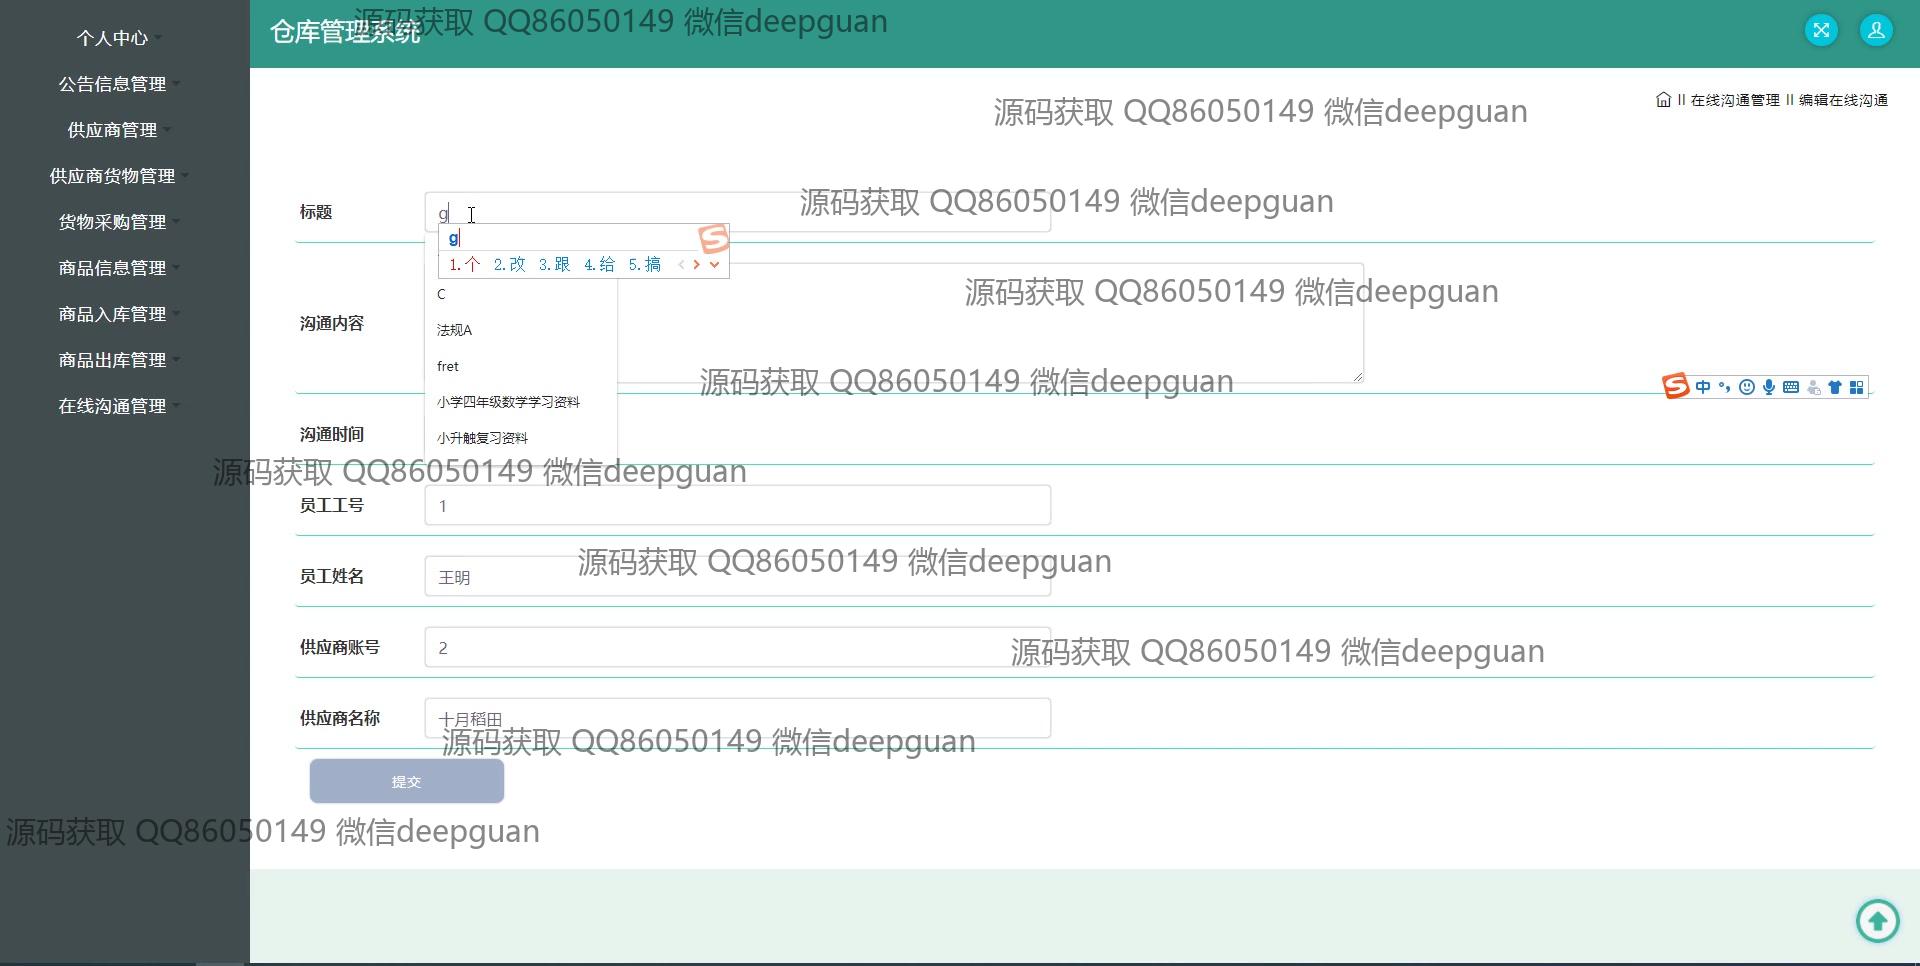 个人中心
公告信息管理
供应商管理
供应商货物管理
货物采购管理
商品信息管理
商品入库管理
商品出库管理
在线沟通管理
仓库管理系统
源码获取 QQ86050149 微信deepguan
源码获取 QQ86050149 微信deepguan
II 在线沟通管理 II 编辑在线沟通
源码获取 QQ86050149 微信deepguan
标题
g
g
1.个 2.改 3.跟 4.给 5.搞
源码获取 QQ86050149 微信deepguan
C
沟通内容
法规A
fret
源码获取 QQ86050149 微信deepguan
中
小学四年级数学学习资料
沟通时间
小升触复习资料
源码获取 QQ86050149 微信deepguan
员工工号
1
源码获取 QQ86050149 微信deepguan
员工姓名
王明
供应商账号
2
源码获取 QQ86050149 微信deepguan
供应商名称
十月稻田
源码获取 QQ86050149 微信deepguan
提交
源码获取 QQ86050149 微信deepguan